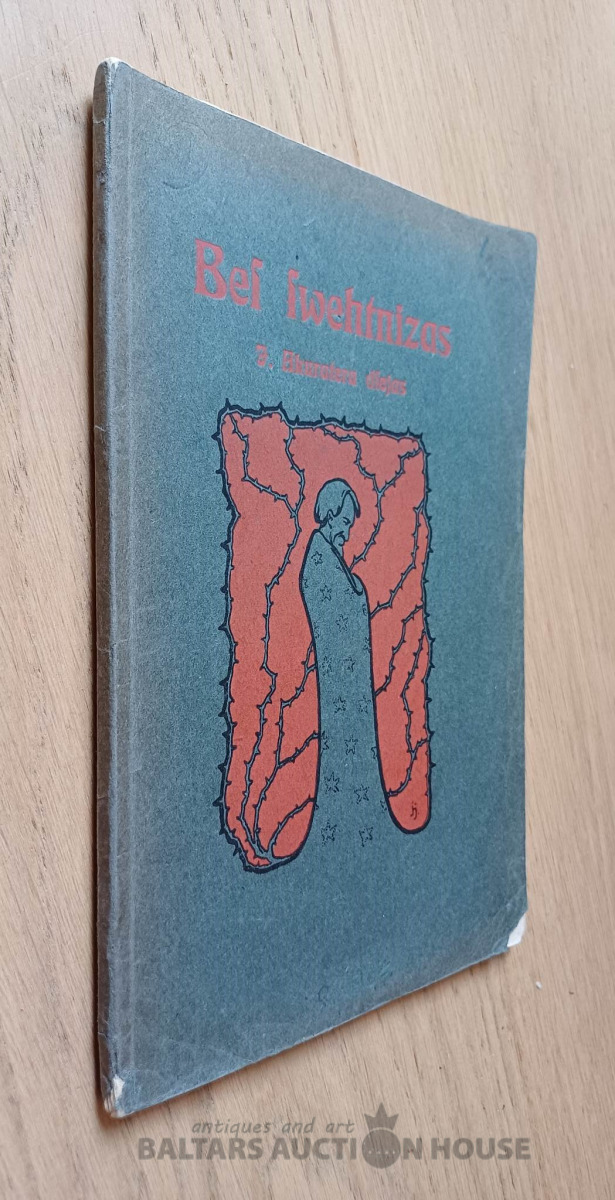 Beſ ſwehtnizas
J. Akuratera dſejas
antiques and art
BALTARS AUCTION HOUSE